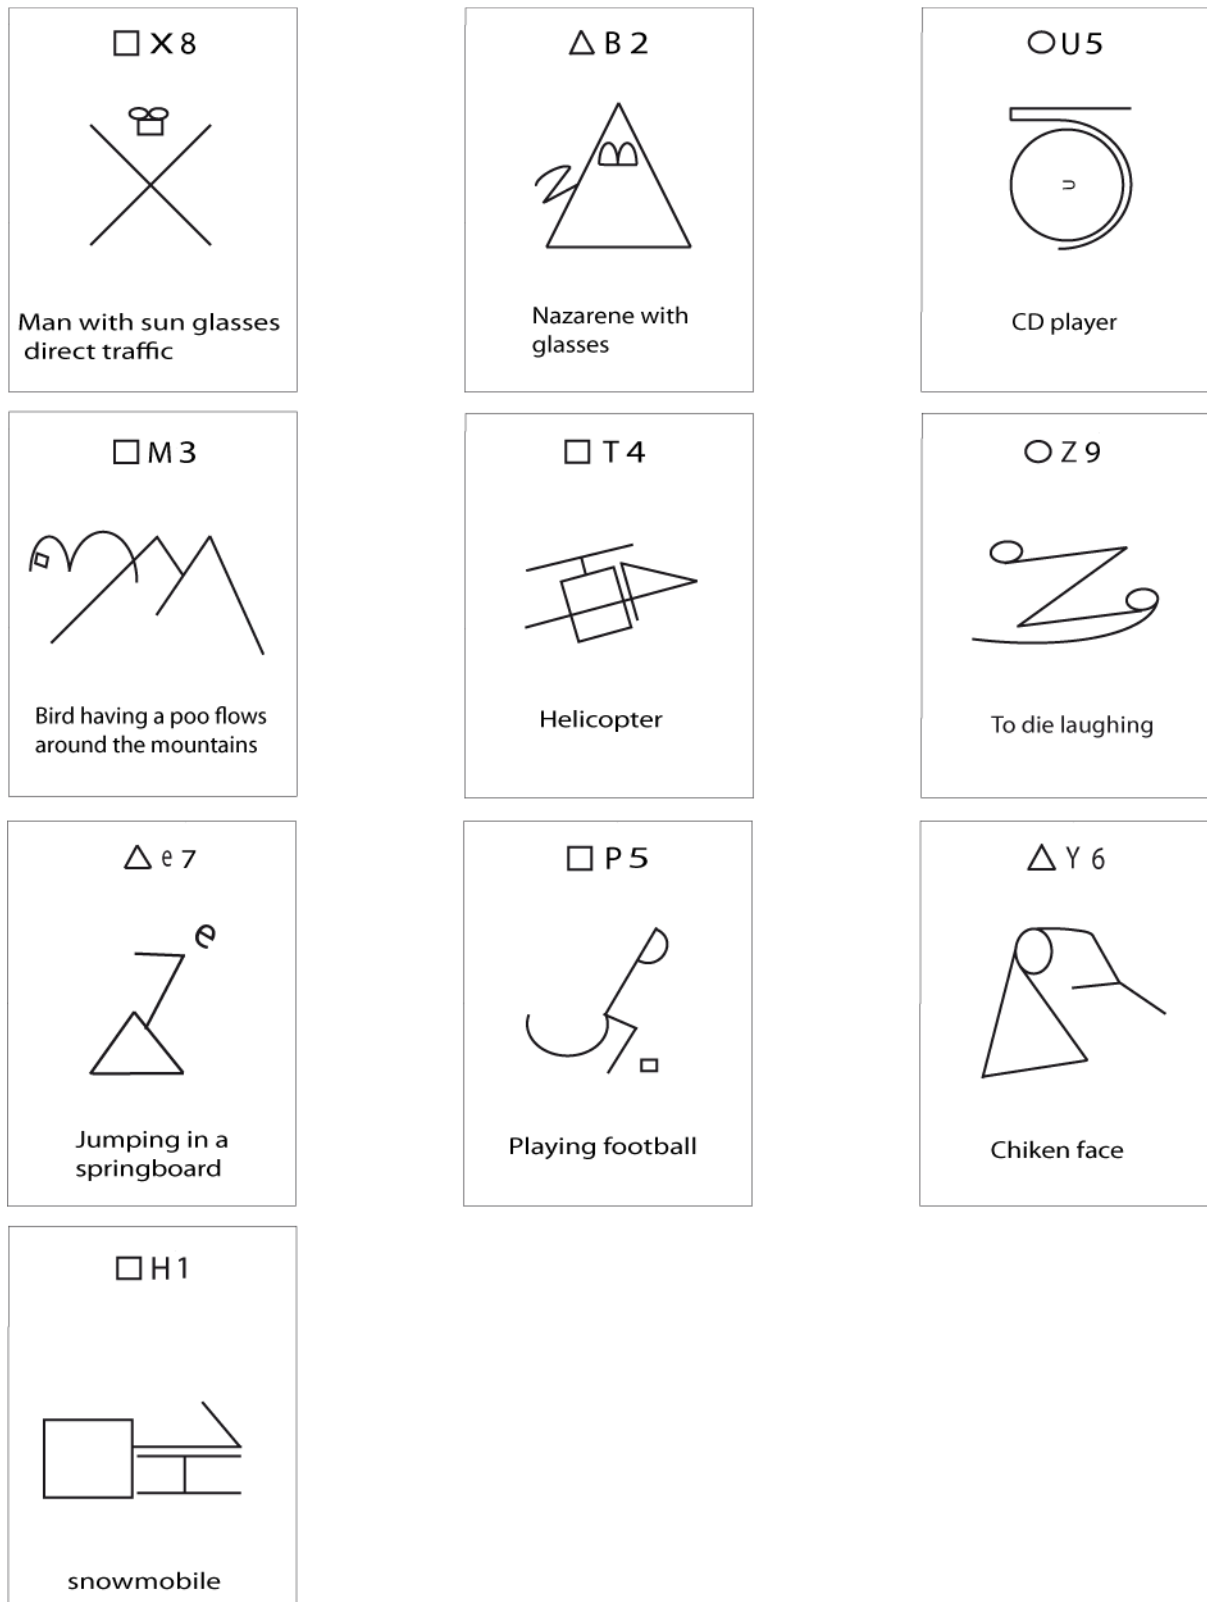 □ X 8
Man with sun glasses
direct traffic
△ B 2
Nazarene with
glasses
○ U 5
CD player
□ M 3
Bird having a poo flows
around the mountains
□ T 4
Helicopter
○ Z 9
To die laughing
△ e 7
Jumping in a
springboard
□ P 5
Playing football
△ Y 6
Chiken face
□ H 1
snowmobile